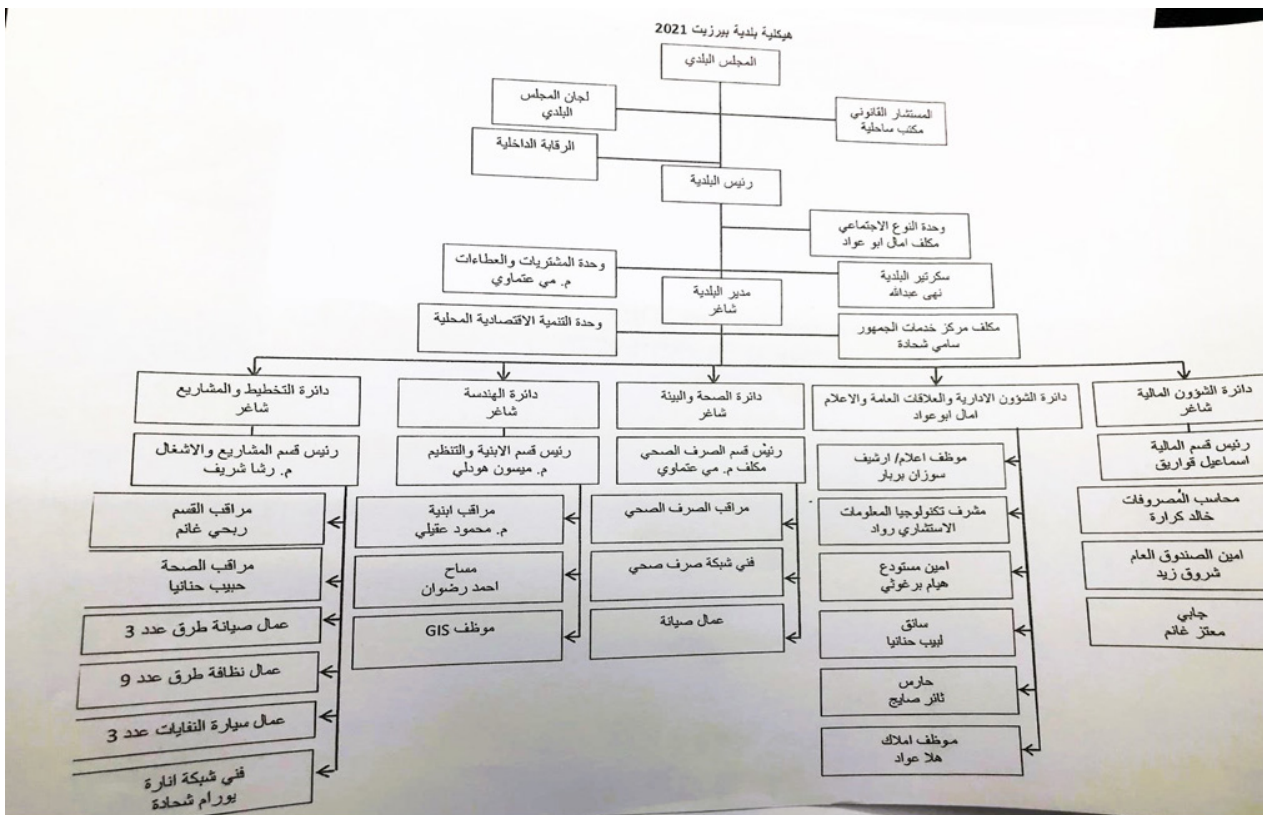 هيكلية بلدية بيرزيت 2021
المجلس البلدي
المستشار القانوني
مكتب ساحلية
لجان المجلس
البلدي
الرقابة الداخلية
رئيس البلدية
وحدة النوع الاجتماعي
مكلف امال ابو عواد
وحدة المشتريات والعطاءات
م. مي عتماوي
سكرتير البلدية
نهى عبدالله
مدير البلدية
شاغر
مكلف مركز خدمات الجمهور
سامي شحادة
وحدة التنمية الاقتصادية المحلية
دائرة الشؤون المالية
شاغر
رئيس قسم المالية
اسماعيل قواريق
محاسب المصروفات
خالد كرارة
امين الصندوق العام
شروق زيد
جابي
معتز غانم
دائرة الشؤون الادارية والعلاقات العامة والاعلام
امال ابوعواد
موظف اعلام/ ارشيف
سوزان بربار
مشرف تكنولوجيا المعلومات
الاستشاري رواد
امين مستودع
هيام برغوثي
سائق
لبيب حنانيا
حارس
ثائر صايج
موظف املاك
هلا عواد
دائرة الصحة والبيئة
شاغر
رئيس قسم الصرف الصحي
مكلف م. مي عتماوي
مراقب الصرف الصحي
فني شبكة صرف صحي
عمال صيانة
دائرة الهندسة
شاغر
رئيس قسم الابنية والتنظيم
م. ميسون هودلي
مراقب ابنية
م. محمود عقيلي
مساح
احمد رضوان
موظف GIS
دائرة التخطيط والمشاريع
شاغر
رئيس قسم المشاريع والاشغال
م. رشا شريف
مراقب القسم
ربحي غانم
مراقب الصحة
حبيب حنانيا
عمال صيانة طرق عدد 3
عمال نظافة طرق عدد 9
عمال سيارة النفايات عدد 3
فني شبكة انارة
يورام شحادة